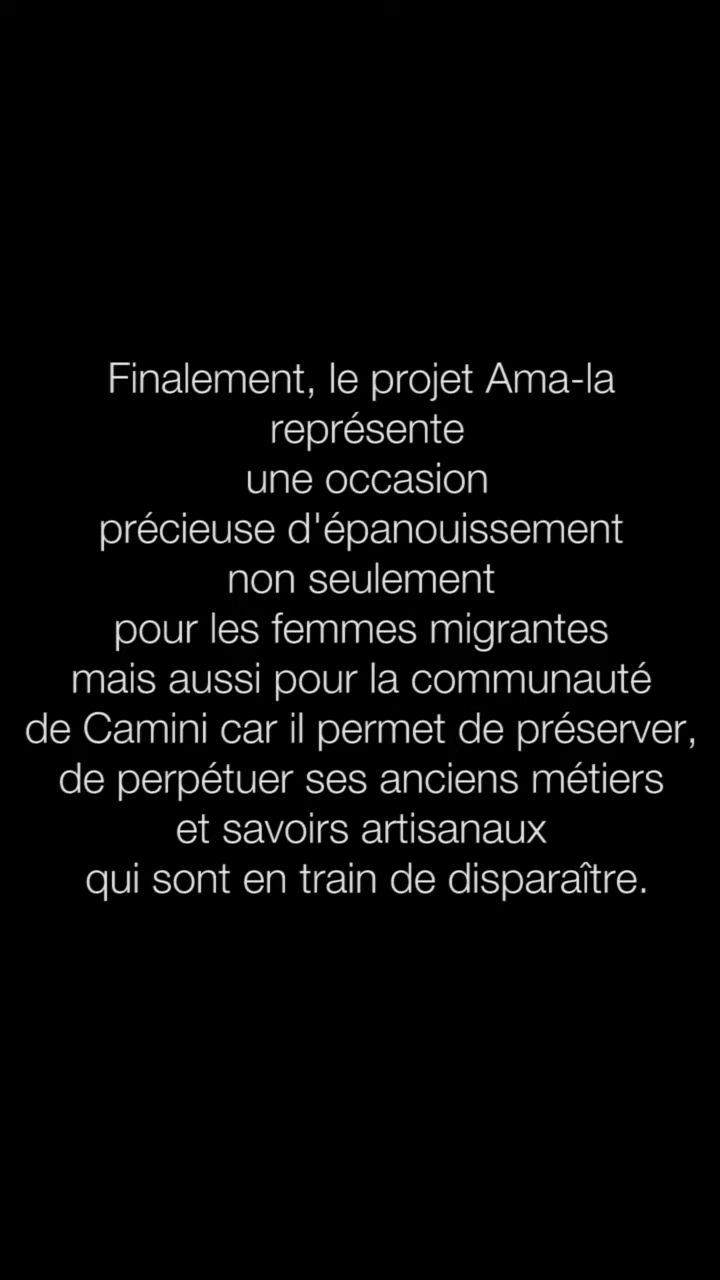 Finalement, le projet Ama-la
représente
une occasion
précieuse d'épanouissement
non seulement
pour les femmes migrantes
mais aussi pour la communauté
de Camini car il permet de préserver,
de perpétuer ses anciens métiers
et savoirs artisanaux
qui sont en train de disparaître.